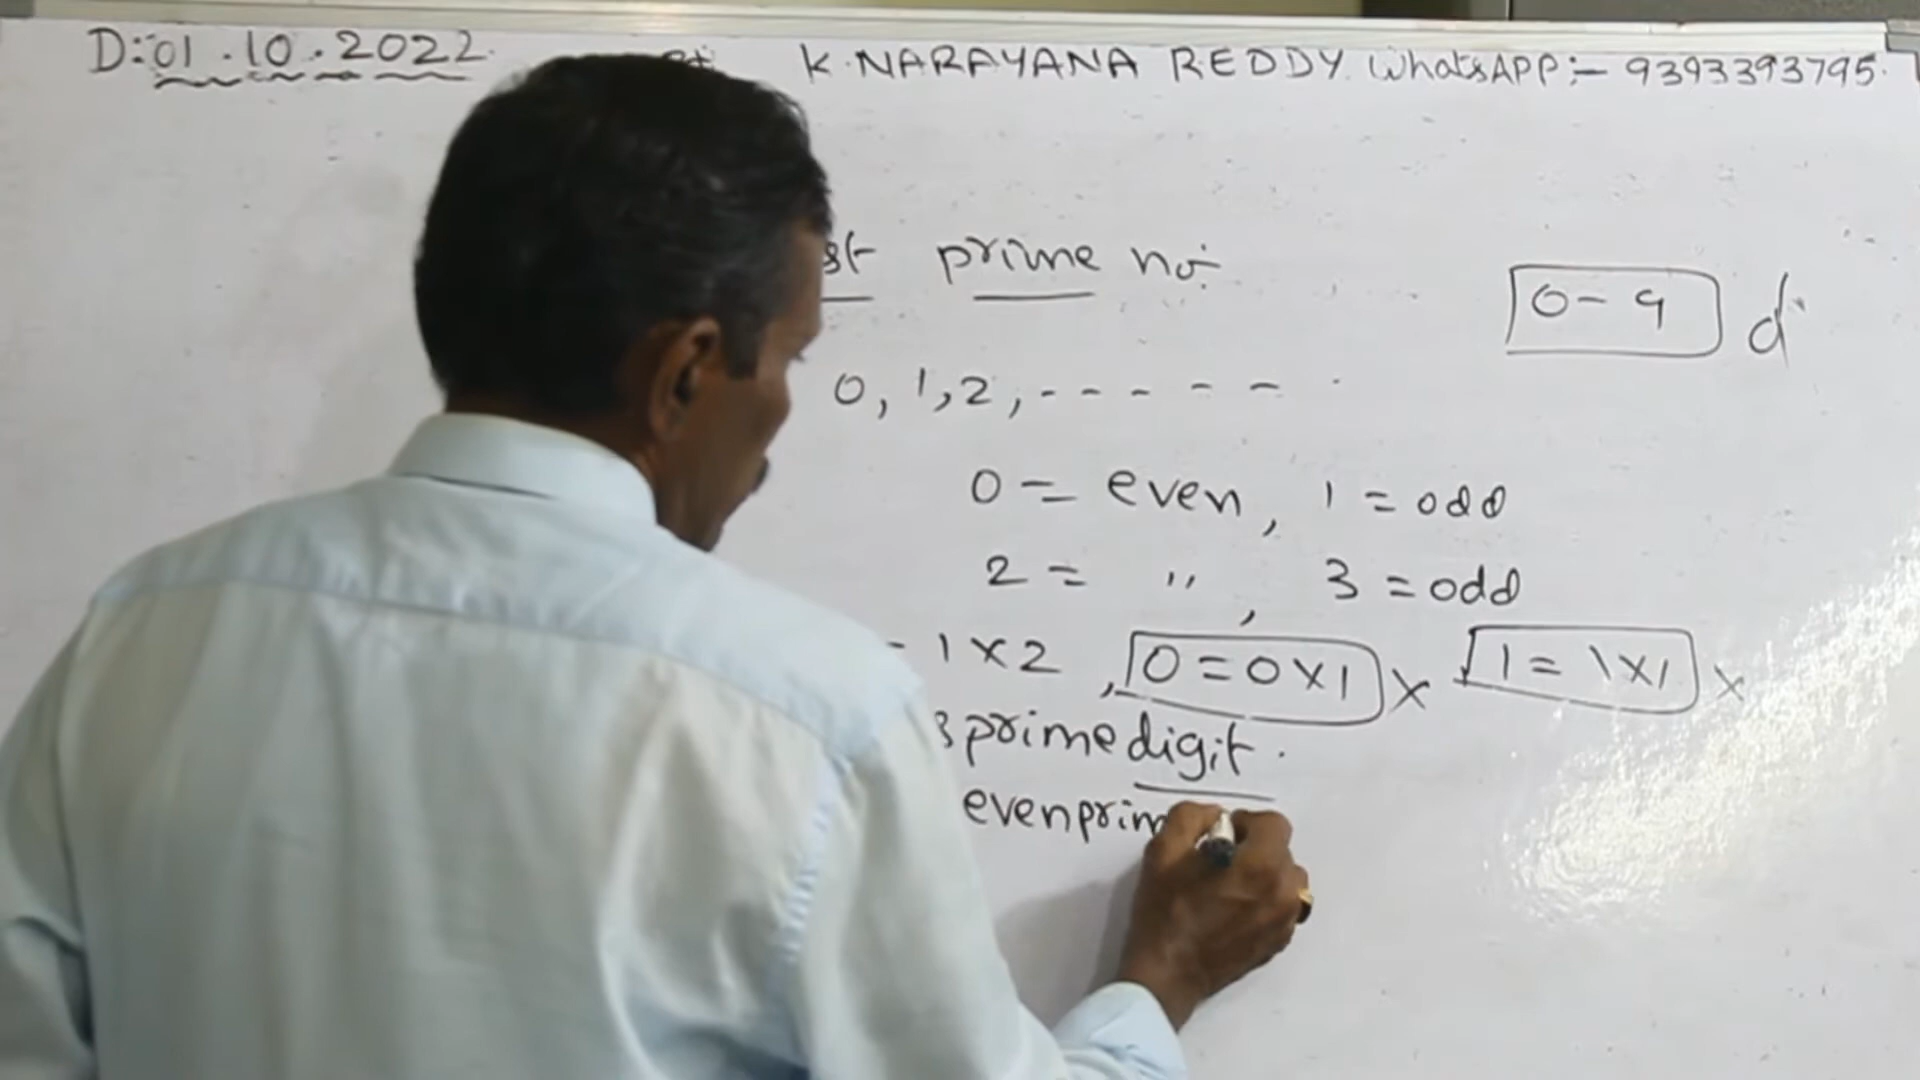 D:- 01.10.2022. K. NARAYANA REDDY. WhatsAPP:- 9393393795.
st prime no.
0 - 9 d
0, 1, 2, - - - - -
0 = even, 1 = odd
2 = ,, , 3 = odd
- 1 x 2 , 0 = 0 x 1 x 1 = 1 x 1 x
prime digit.
even prim